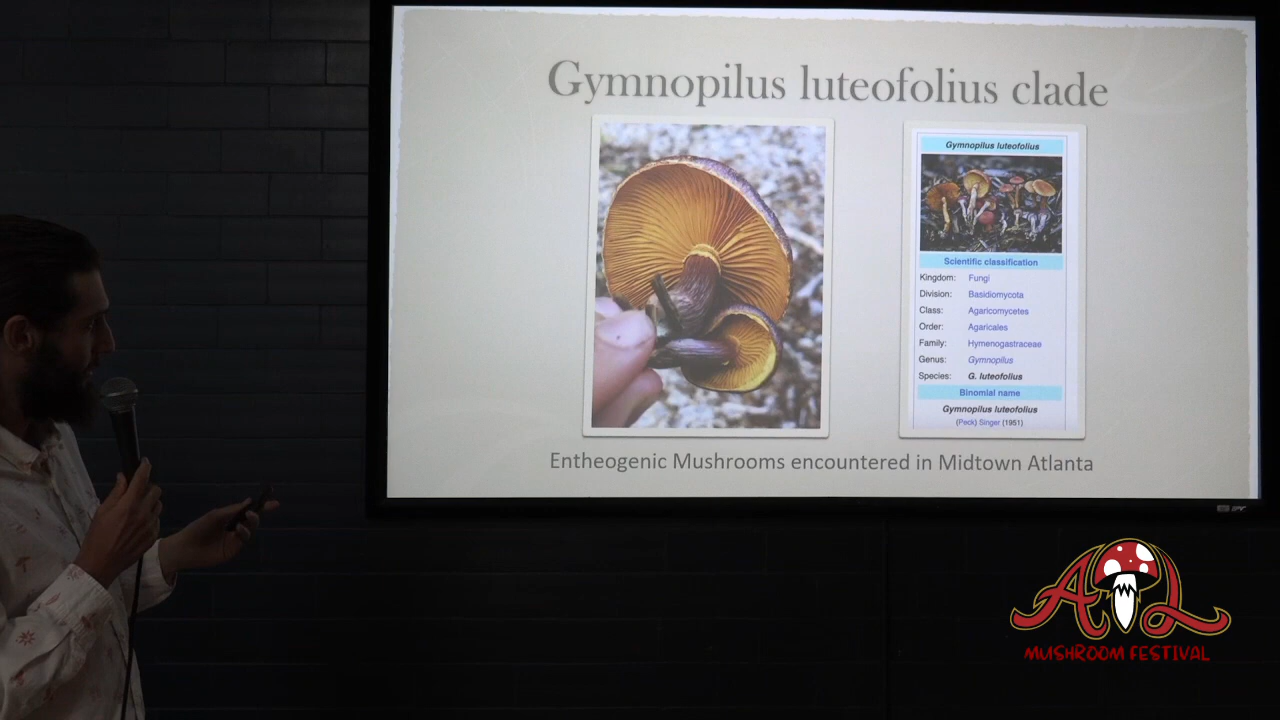 Gymnopilus luteofolius clade
Gymnopilus luteofolius
Scientific classification
Kingdom: Fungi
Division: Basidiomycota
Class: Agaricomycetes
Order: Agaricales
Family: Hymenogastraceae
Genus: Gymnopilus
Species: G. luteofolius
Binomial name
Gymnopilus luteofolius
(Peck) Singer (1951)
Entheogenic Mushrooms encountered in Midtown Atlanta
ATL
MUSHROOM FESTIVAL